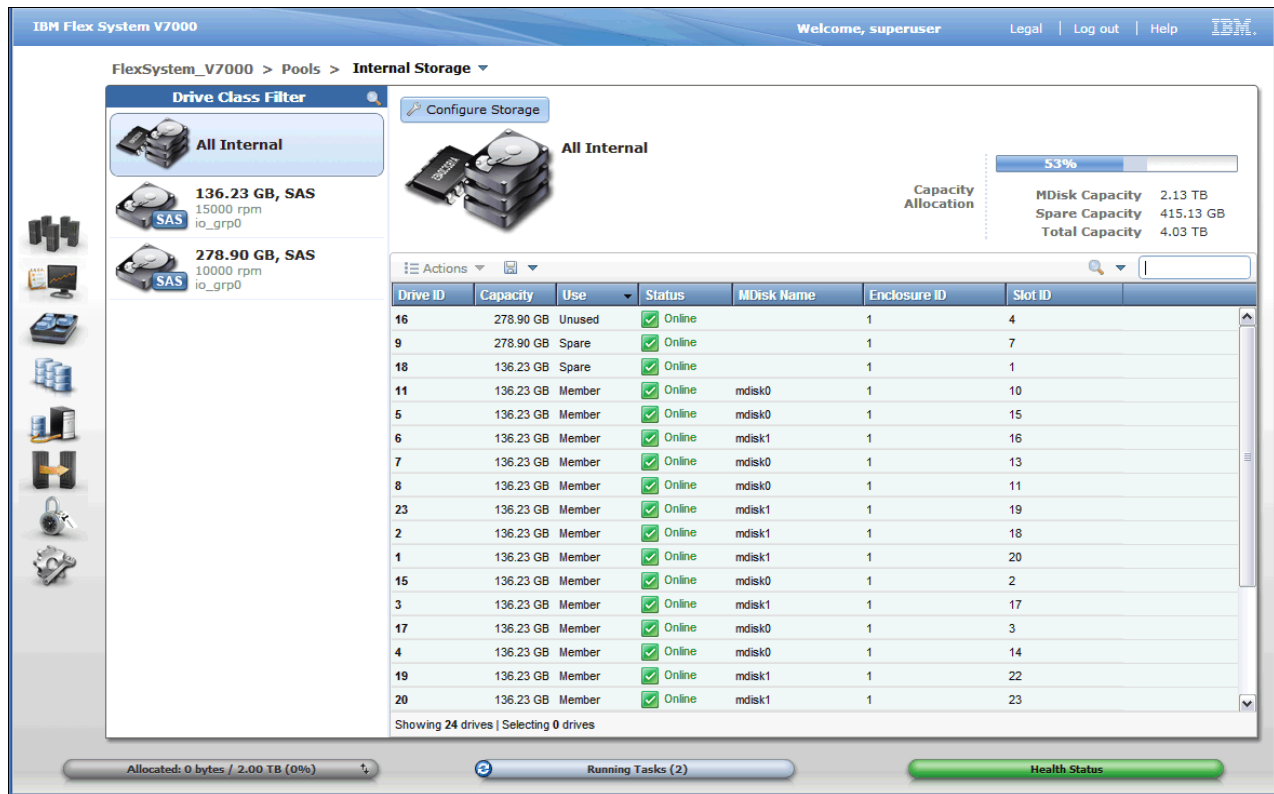 IBM Flex System V7000 Welcome, superuser Legal | Log out | Help IBM.
FlexSystem_V7000 > Pools > Internal Storage
Drive Class Filter
All Internal
136.23 GB, SAS
15000 rpm
io_grp0
SAS
278.90 GB, SAS
10000 rpm
io_grp0
SAS
Configure Storage
All Internal
Capacity Allocation
53%
MDisk Capacity 2.13 TB
Spare Capacity 415.13 GB
Total Capacity 4.03 TB
Actions
Drive ID Capacity Use Status MDisk Name Enclosure ID Slot ID
16 278.90 GB Unused Online 1 4
9 278.90 GB Spare Online 1 7
18 136.23 GB Spare Online 1 1
11 136.23 GB Member Online mdisk0 1 10
5 136.23 GB Member Online mdisk0 1 15
6 136.23 GB Member Online mdisk1 1 16
7 136.23 GB Member Online mdisk0 1 13
8 136.23 GB Member Online mdisk0 1 11
23 136.23 GB Member Online mdisk1 1 19
2 136.23 GB Member Online mdisk1 1 18
1 136.23 GB Member Online mdisk1 1 20
15 136.23 GB Member Online mdisk0 1 2
3 136.23 GB Member Online mdisk1 1 17
17 136.23 GB Member Online mdisk0 1 3
4 136.23 GB Member Online mdisk0 1 14
19 136.23 GB Member Online mdisk1 1 22
20 136.23 GB Member Online mdisk1 1 23
Showing 24 drives | Selecting 0 drives
Allocated: 0 bytes / 2.00 TB (0%) Running Tasks (2) Health Status